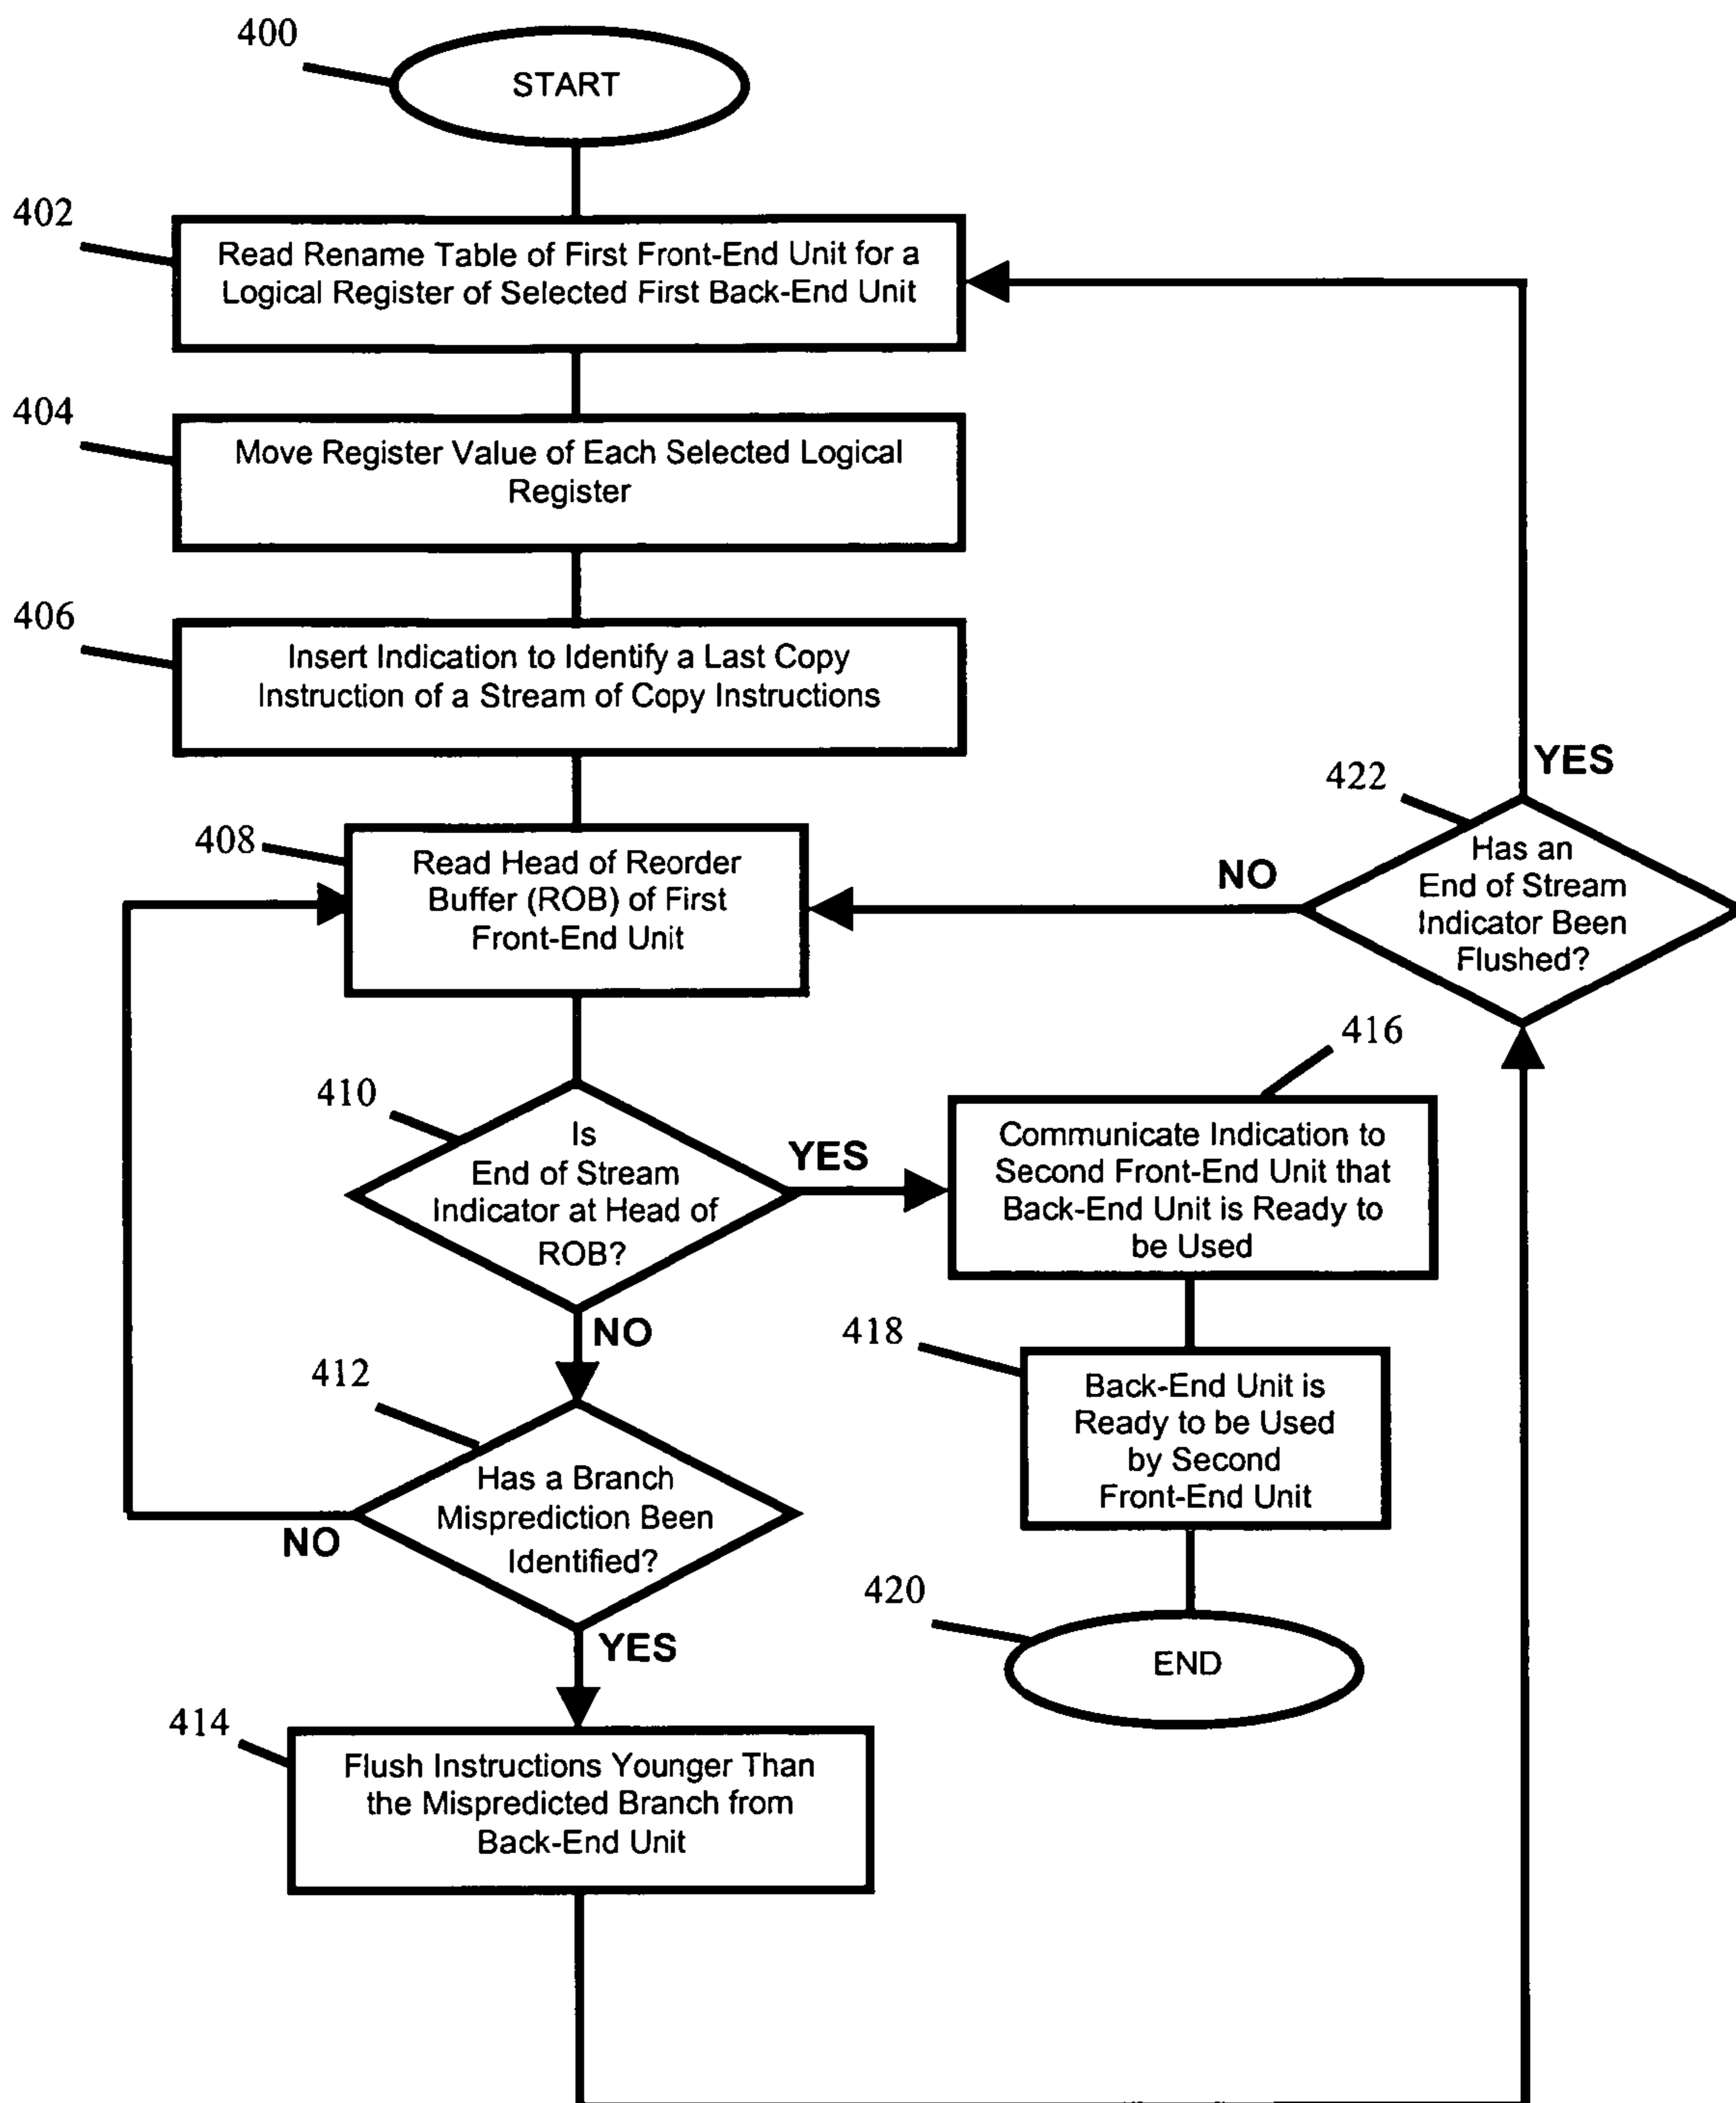 400
START
402
Read Rename Table of First Front-End Unit for a
Logical Register of Selected First Back-End Unit
404
Move Register Value of Each Selected Logical
Register
406
Insert Indication to Identify a Last Copy
Instruction of a Stream of Copy Instructions
408
Read Head of Reorder
Buffer (ROB) of First
Front-End Unit
NO
422
YES
Has an
End of Stream
Indicator Been
Flushed?
410
Is
End of Stream
Indicator at Head of
ROB?
YES
416
Communicate Indication to
Second Front-End Unit that
Back-End Unit is Ready to
be Used
NO
412
Has a Branch
Misprediction Been
Identified?
NO
YES
418
Back-End Unit is
Ready to be Used
by Second
Front-End Unit
420
END
414
Flush Instructions Younger Than
the Mispredicted Branch from
Back-End Unit